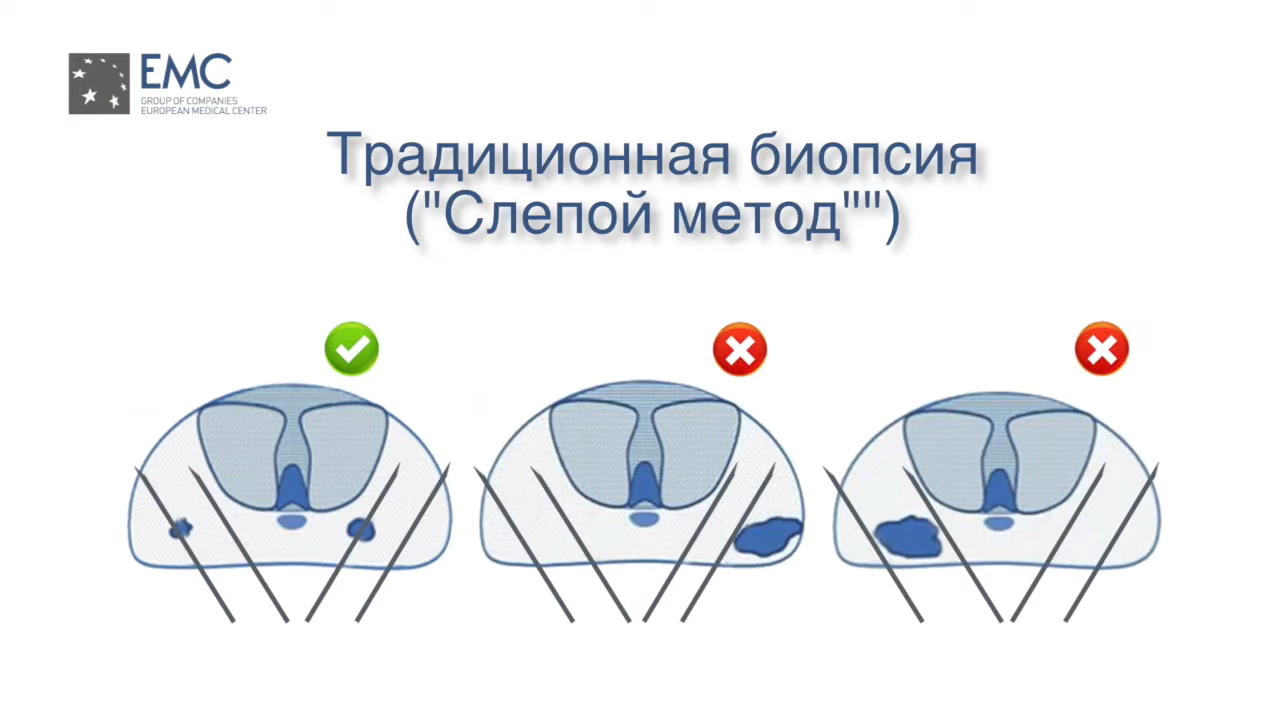 EMC
GROUP OF COMPANIES
EUROPEAN MEDICAL CENTER
Традиционная биопсия
("Слепой метод"")